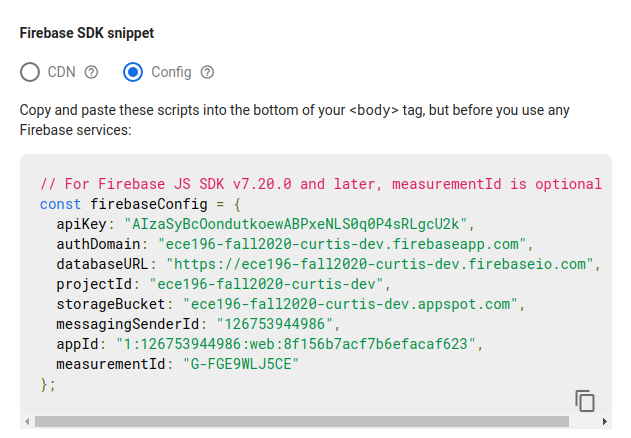 Firebase SDK snippet
CDN ? Config ?
Copy and paste these scripts into the bottom of your <body> tag, but before you use any
Firebase services:
// For Firebase JS SDK v7.20.0 and later, measurementId is optional
const firebaseConfig = {
  apiKey: "AIzaSyBcOondutkoewABPxeNLS0q0P4sRLgcU2k",
  authDomain: "ece196-fall2020-curtis-dev.firebaseapp.com",
  databaseURL: "https://ece196-fall2020-curtis-dev.firebaseio.com",
  projectId: "ece196-fall2020-curtis-dev",
  storageBucket: "ece196-fall2020-curtis-dev.appspot.com",
  messagingSenderId: "126753944986",
  appId: "1:126753944986:web:8f156b7acf7b6efacaf623",
  measurementId: "G-FGE9WLJ5CE"
};